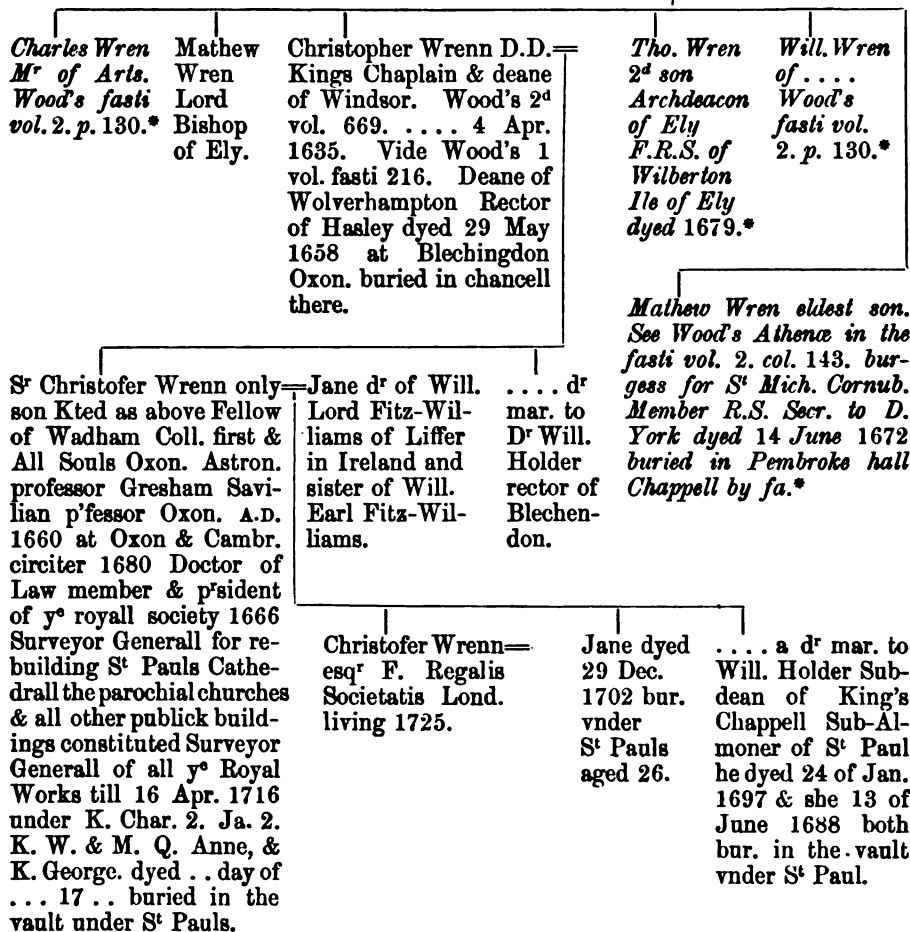 Charles Wren
Mr of Arts.
Wood's fasti
vol. 2. p. 130.*
Mathew
Wren
Lord
Bishop
of Ely.
Christopher Wrenn D.D.=
Kings Chaplain & deane
of Windsor. Wood's 2d
vol. 669. .... 4 Apr.
1635. Vide Wood's 1
vol. fasti 216. Deane of
Wolverhampton Rector
of Hasley dyed 29 May
1658 at Blechingdon
Oxon. buried in chancell
there.
Tho. Wren
2d son
Archdeacon
of Ely
F.R.S. of
Wilberton
Ile of Ely
dyed 1679.*
Will. Wren
of ....
Wood's
fasti vol.
2. p. 130.*
Mathew Wren eldest son.
See Wood's Athenæ in the
fasti vol. 2. col. 143. bur-
gess for St Mich. Cornub.
Member R.S. Secr. to D.
York dyed 14 June 1672
buried in Pembroke hall
Chappell by fa.*
Sr Christofer Wrenn only=
son Kted as above Fellow
of Wadham Coll. first &
All Souls Oxon. Astron.
professor Gresham Savi-
lian p'fessor Oxon. A.D.
1660 at Oxon & Cambr.
circiter 1680 Doctor of
Law member & prsident
of ye royall society 1666
Surveyor Generall for re-
building St Pauls Cathe-
drall the parochial churches
& all other publick build-
ings constituted Surveyor
Generall of all ye Royal
Works till 16 Apr. 1716
under K. Char. 2. Ja. 2.
K. W. & M. Q. Anne, &
K. George. dyed .. day of
... 17 .. buried in the
vault under St Pauls.
Jane dr of Will.
Lord Fitz-Wil-
liams of Liffer
in Ireland and
sister of Will.
Earl Fitz-Wil-
liams.
.... dr
mar. to
Dr Will.
Holder
rector of
Blechen-
don.
Christofer Wrenn=
esqr F. Regalis
Societatis Lond.
living 1725.
Jane dyed
29 Dec.
1702 bur.
vnder
St Pauls
aged 26.
.... a dr mar. to
Will. Holder Sub-
dean of King's
Chappell Sub-Al-
moner of St Paul
he dyed 24 of Jan.
1697 & she 13 of
June 1688 both
bur. in the vault
vnder St Paul.